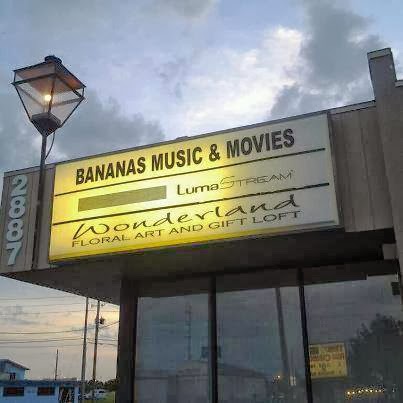 BANANAS MUSIC & MOVIES
LumaStream
Wonderland
FLORAL ART AND GIFT LOFT
2887